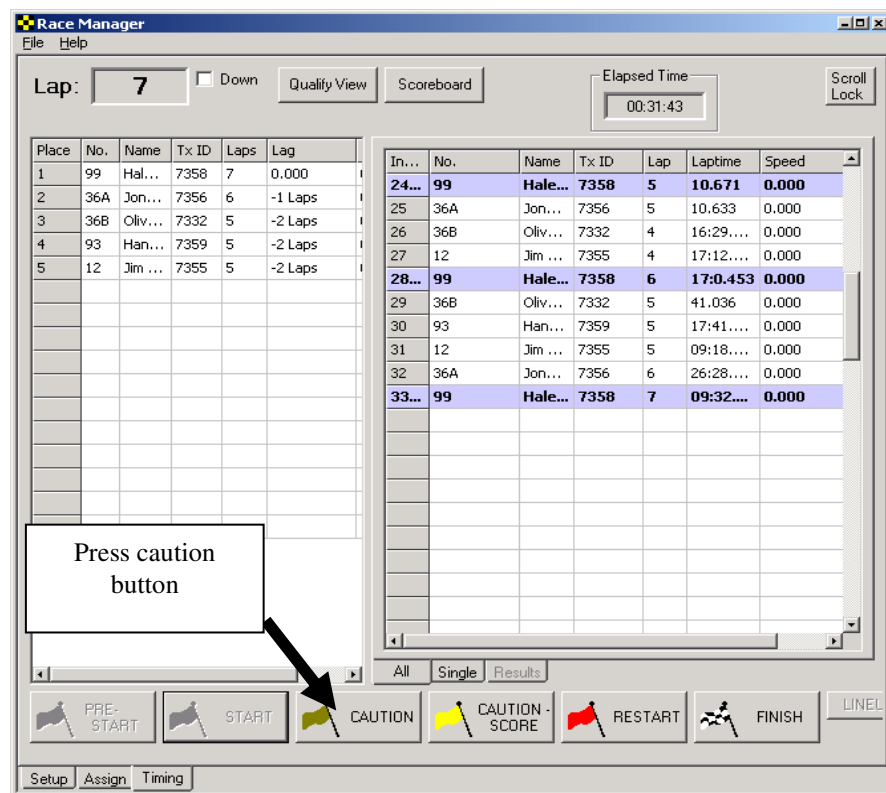 Race Manager
File Help
Lap: 7 Down Qualify View Scoreboard Elapsed Time 00:31:43 Scroll Lock
Place No. Name Tx ID Laps Lag
1 99 Hal... 7358 7 0.000
2 36A Jon... 7356 6 -1 Laps
3 36B Oliv... 7332 5 -2 Laps
4 93 Han... 7359 5 -2 Laps
5 12 Jim ... 7355 5 -2 Laps
In... No. Name Tx ID Lap Laptime Speed
24... 99 Hale... 7358 5 10.671 0.000
25 36A Jon... 7356 5 10.633 0.000
26 36B Oliv... 7332 4 16:29.... 0.000
27 12 Jim ... 7355 4 17:12.... 0.000
28... 99 Hale... 7358 6 17:0.453 0.000
29 36B Oliv... 7332 5 41.036 0.000
30 93 Han... 7359 5 17:41.... 0.000
31 12 Jim ... 7355 5 09:18.... 0.000
32 36A Jon... 7356 6 26:28.... 0.000
33... 99 Hale... 7358 7 09:32.... 0.000
Press caution
button
All Single Results
PRE-START START CAUTION CAUTION - SCORE RESTART FINISH LINEL
Setup Assign Timing